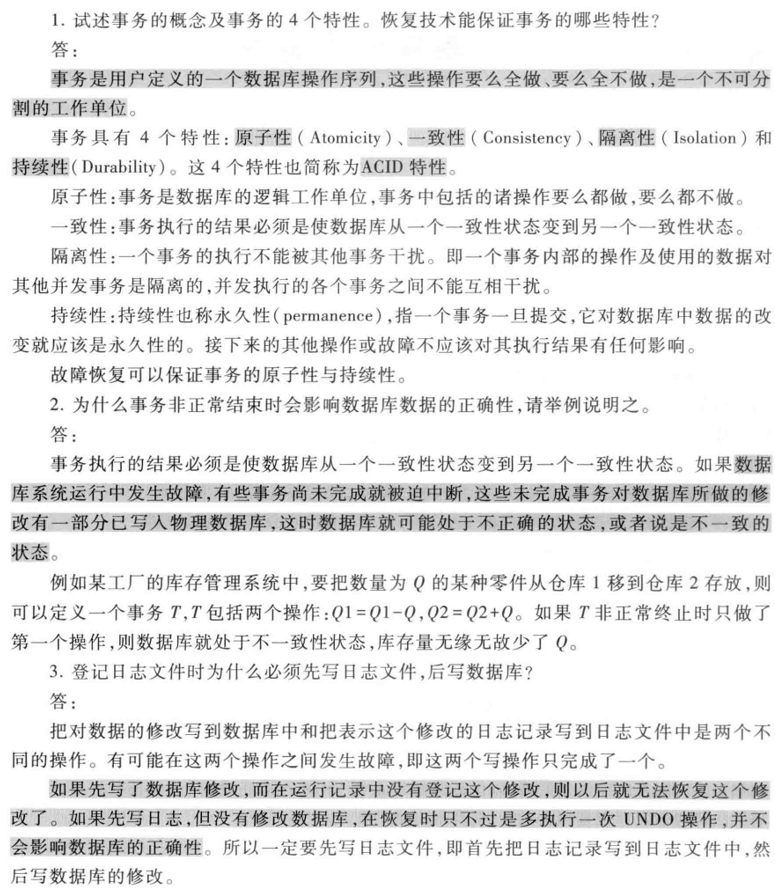 1. 试述事务的概念及事务的 4 个特性。恢复技术能保证事务的哪些特性?
答:
事务是用户定义的一个数据库操作序列,这些操作要么全做、要么全不做,是一个不可分
割的工作单位。
事务具有 4 个特性:原子性(Atomicity)、一致性(Consistency)、隔离性(Isolation)和
持续性(Durability)。这 4 个特性也简称为ACID 特性。
原子性:事务是数据库的逻辑工作单位,事务中包括的诸操作要么都做,要么都不做。
一致性:事务执行的结果必须是使数据库从一个一致性状态变到另一个一致性状态。
隔离性:一个事务的执行不能被其他事务干扰。即一个事务内部的操作及使用的数据对
其他并发事务是隔离的,并发执行的各个事务之间不能互相干扰。
持续性:持续性也称永久性(permanence),指一个事务一旦提交,它对数据库中数据的改
变就应该是永久性的。接下来的其他操作或故障不应该对其执行结果有任何影响。
故障恢复可以保证事务的原子性与持续性。
2. 为什么事务非正常结束时会影响数据库数据的正确性,请举例说明之。
答:
事务执行的结果必须是使数据库从一个一致性状态变到另一个一致性状态。如果数据
库系统运行中发生故障,有些事务尚未完成就被迫中断,这些未完成事务对数据库所做的修
改有一部分已写入物理数据库,这时数据库就可能处于不正确的状态,或者说是不一致的
状态。
例如某工厂的库存管理系统中,要把数量为 Q 的某种零件从仓库 1 移到仓库 2 存放,则
可以定义一个事务 T,T 包括两个操作:Q1=Q1-Q,Q2=Q2+Q。如果 T 非正常终止时只做了
第一个操作,则数据库就处于不一致性状态,库存量无缘无故少了 Q。
3. 登记日志文件时为什么必须先写日志文件,后写数据库?
答:
把对数据的修改写到数据库中和把表示这个修改的日志记录写到日志文件中是两个不
同的操作。有可能在这两个操作之间发生故障,即这两个写操作只完成了一个。
如果先写了数据库修改,而在运行记录中没有登记这个修改,则以后就无法恢复这个修
改了。如果先写日志,但没有修改数据库,在恢复时只不过是多执行一次 UNDO 操作,并不
会影响数据库的正确性。所以一定要先写日志文件,即首先把日志记录写到日志文件中,然
后写数据库的修改。